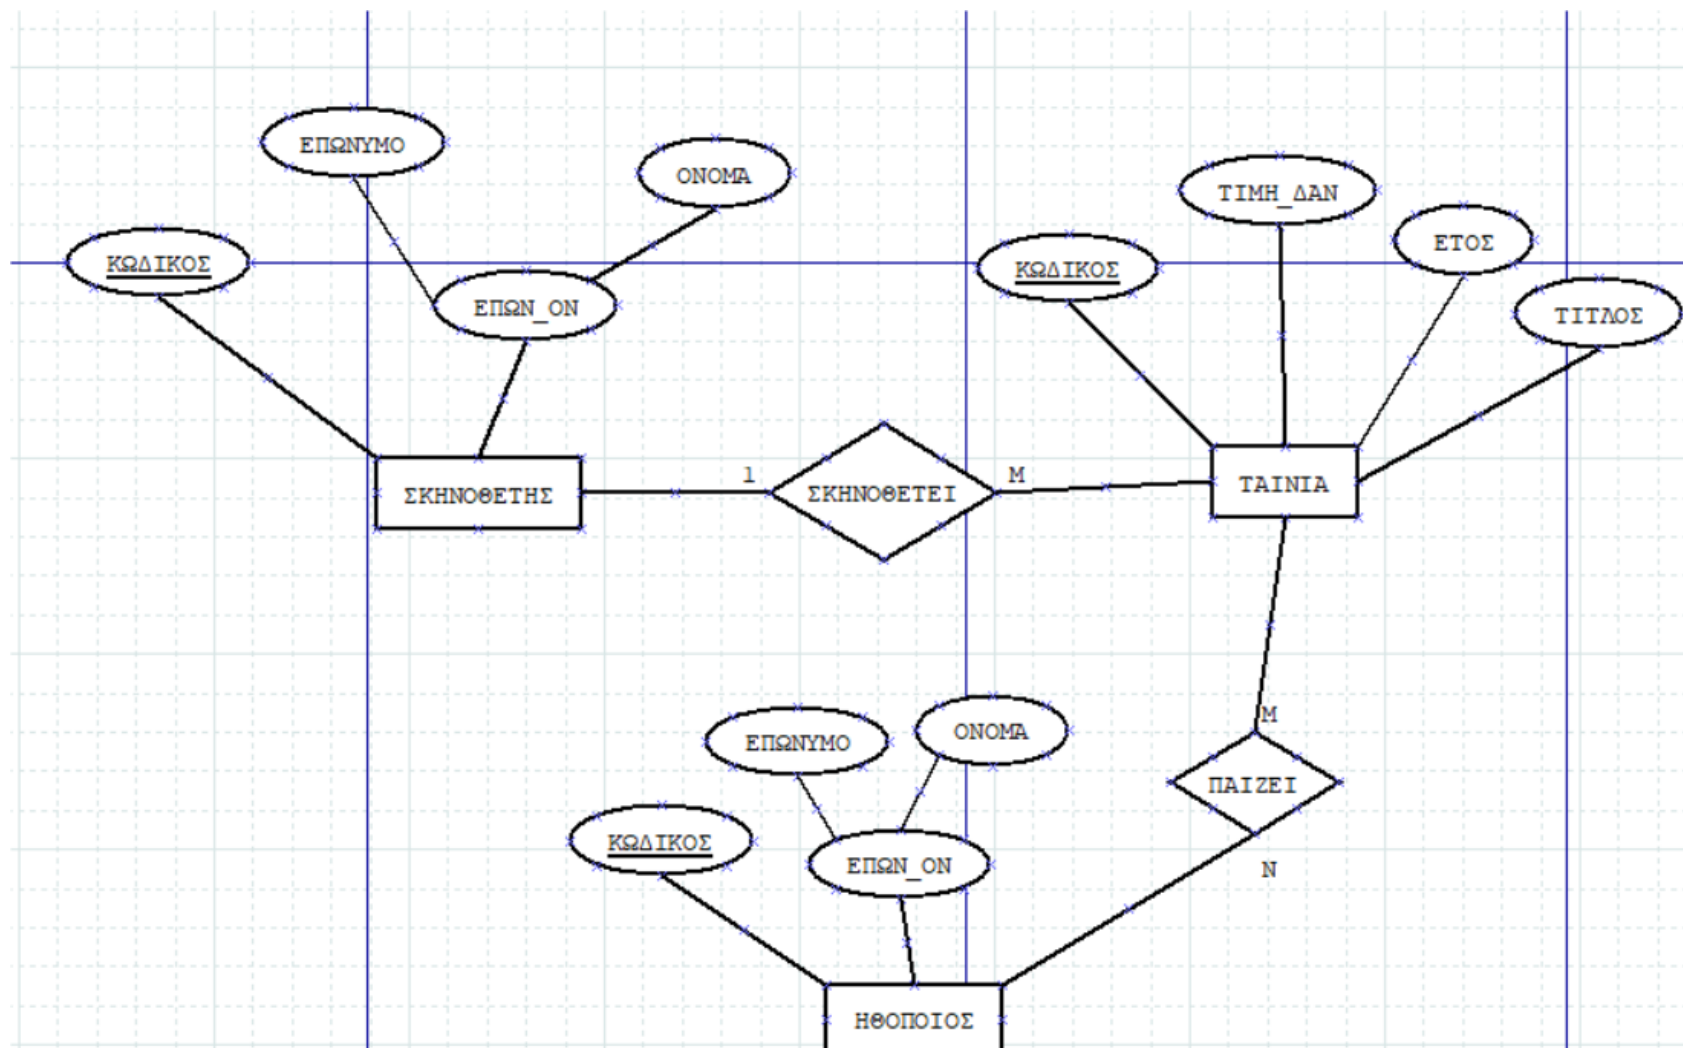 ΕΠΩΝΥΜΟ
ΟΝΟΜΑ
ΚΩΔΙΚΟΣ
ΕΠΩΝ_ΟΝ
ΤΙΜΗ_ΔΑΝ
ΕΤΟΣ
ΚΩΔΙΚΟΣ
ΤΙΤΛΟΣ
ΣΚΗΝΟΘΕΤΗΣ
1
ΣΚΗΝΟΘΕΤΕΙ
M
ΤΑΙΝΙΑ
M
ΠΑΙΖΕΙ
N
ΕΠΩΝΥΜΟ
ΟΝΟΜΑ
ΚΩΔΙΚΟΣ
ΕΠΩΝ_ΟΝ
ΗΘΟΠΟΙΟΣ